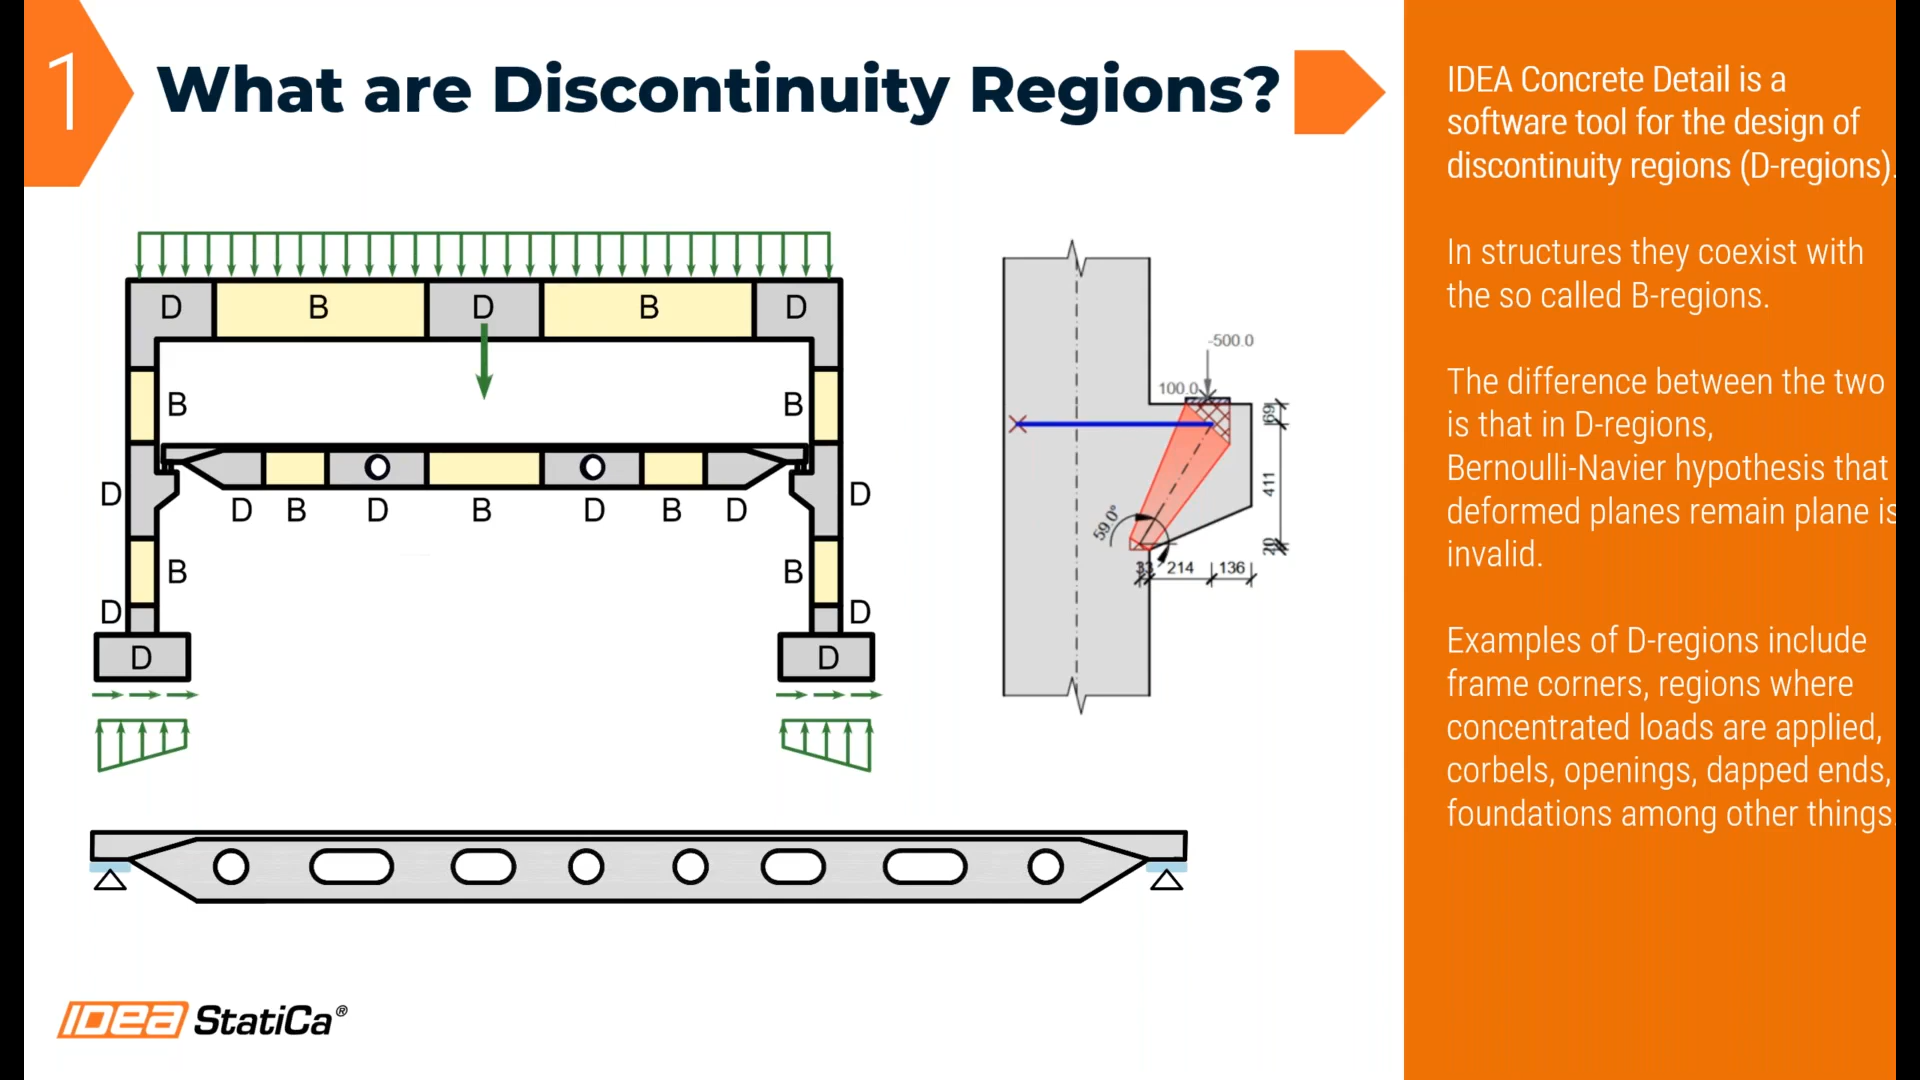 1
What are Discontinuity Regions?
D B D B D
B B
D D
D B D B D B D
B B
D D
D D
-500.0
100.0
69
411
20
59.0°
33 214 136
IDEA StatiCa®
IDEA Concrete Detail is a
software tool for the design of
discontinuity regions (D-regions).
In structures they coexist with
the so called B-regions.
The difference between the two
is that in D-regions,
Bernoulli-Navier hypothesis that
deformed planes remain plane is
invalid.
Examples of D-regions include
frame corners, regions where
concentrated loads are applied,
corbels, openings, dapped ends,
foundations among other things.